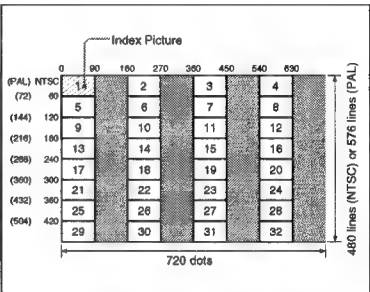 Index Picture
0 90 180 270 360 450 540 630
(PAL) NTSC
1 2 3 4
(72) 60
5 6 7 8
(144) 120
9 10 11 12
(216) 180
13 14 15 16
(288) 240
17 18 19 20
(360) 300
21 22 23 24
(432) 360
25 26 27 28
(504) 420
29 30 31 32
720 dots
480 lines (NTSC) or 576 lines (PAL)